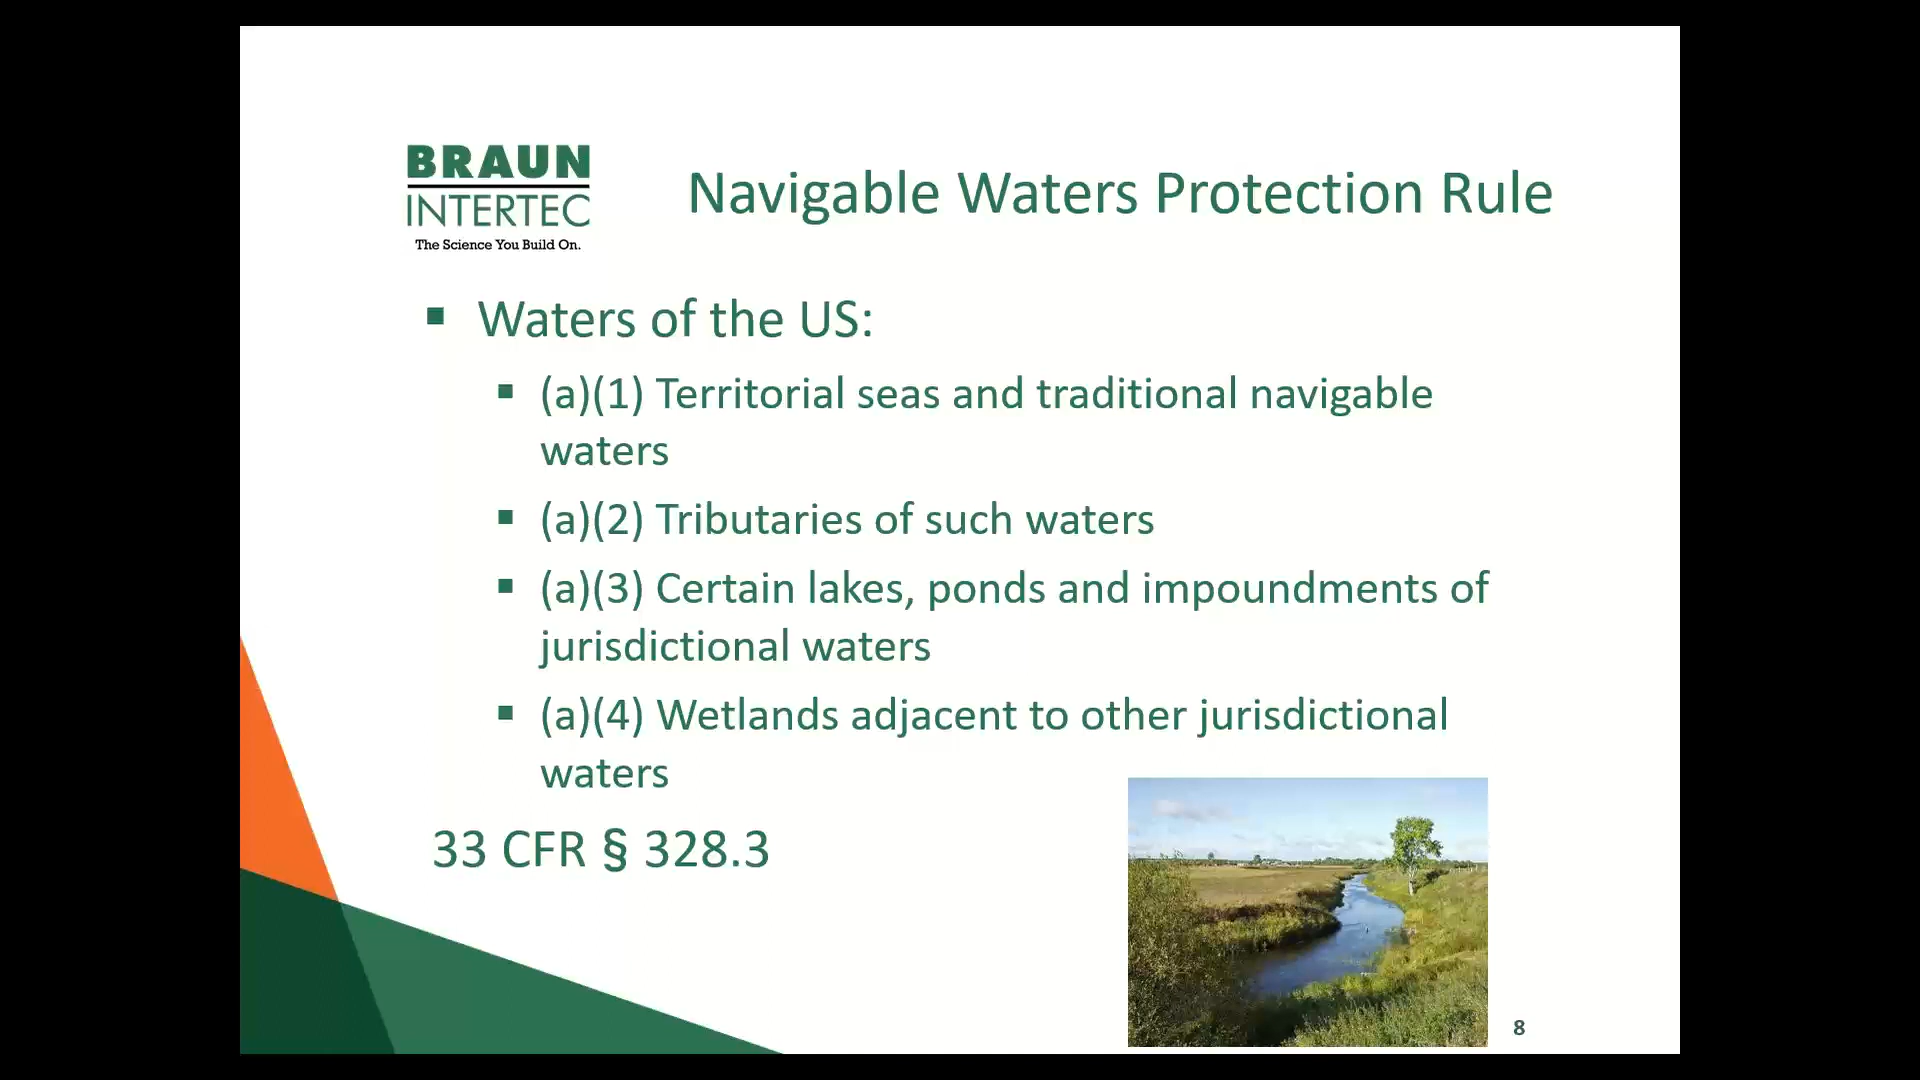 BRAUN
INTERTEC
The Science You Build On.
Navigable Waters Protection Rule
Waters of the US:
(a)(1) Territorial seas and traditional navigable
waters
(a)(2) Tributaries of such waters
(a)(3) Certain lakes, ponds and impoundments of
jurisdictional waters
(a)(4) Wetlands adjacent to other jurisdictional
waters
33 CFR § 328.3
8